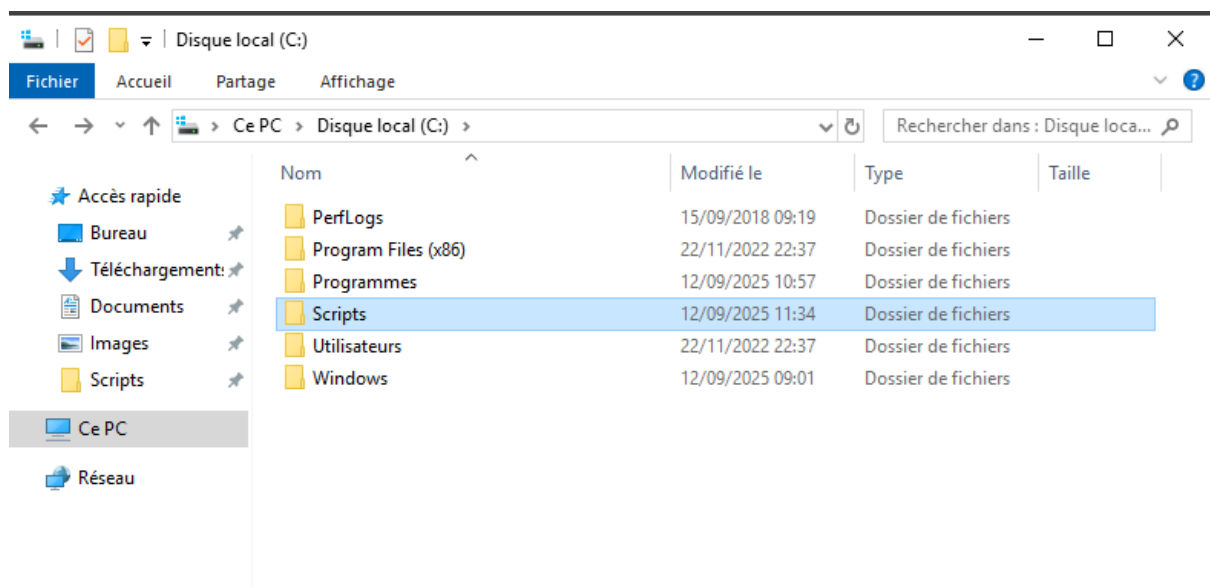 Disque local (C:)
Fichier Accueil Partage Affichage
Ce PC > Disque local (C:) > Rechercher dans : Disque loca...
Nom Modifié le Type Taille
Accès rapide
Bureau
Téléchargement
Documents
Images
Scripts
Ce PC
Réseau
PerfLogs 15/09/2018 09:19 Dossier de fichiers
Program Files (x86) 22/11/2022 22:37 Dossier de fichiers
Programmes 12/09/2025 10:57 Dossier de fichiers
Scripts 12/09/2025 11:34 Dossier de fichiers
Utilisateurs 22/11/2022 22:37 Dossier de fichiers
Windows 12/09/2025 09:01 Dossier de fichiers